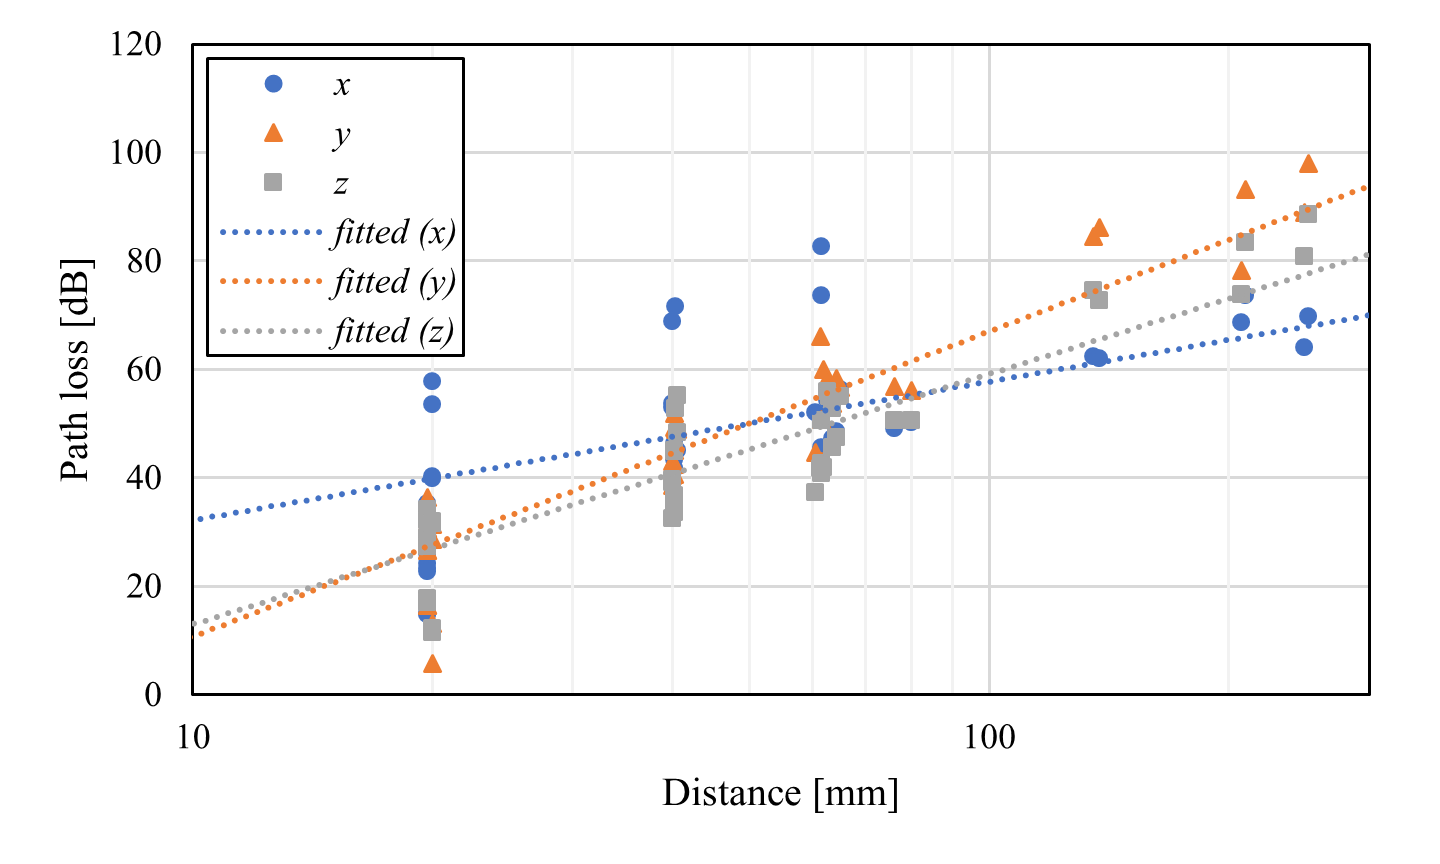 120
100
80
60
40
20
0
Path loss [dB]
x
y
z
fitted (x)
fitted (y)
fitted (z)
10
100
Distance [mm]